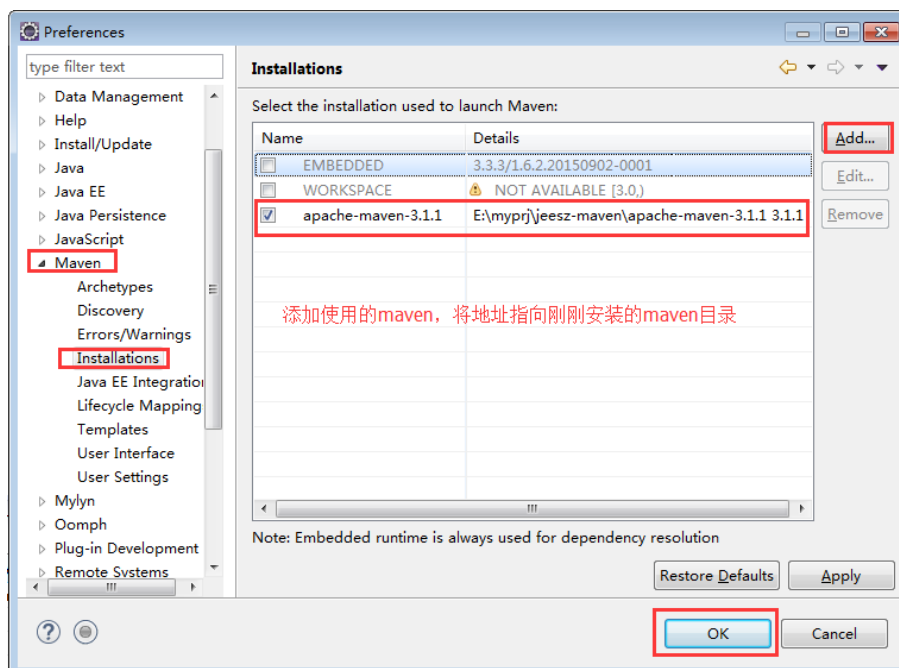 Preferences
type filter text
Data Management
Help
Install/Update
Java
Java EE
Java Persistence
JavaScript
Maven
Archetypes
Discovery
Errors/Warnings
Installations
Java EE Integration
Lifecycle Mapping
Templates
User Interface
User Settings
Mylyn
Oomph
Plug-in Development
Remote Systems
Installations
Select the installation used to launch Maven:
Name Details
EMBEDDED 3.3.3/1.6.2.20150902-0001
WORKSPACE NOT AVAILABLE [3.0,)
apache-maven-3.1.1 E:\myprj\jeesz-maven\apache-maven-3.1.1 3.1.1
添加使用的maven，将地址指向刚刚安装的maven目录
Add...
Edit...
Remove
Note: Embedded runtime is always used for dependency resolution
Restore Defaults Apply
OK Cancel